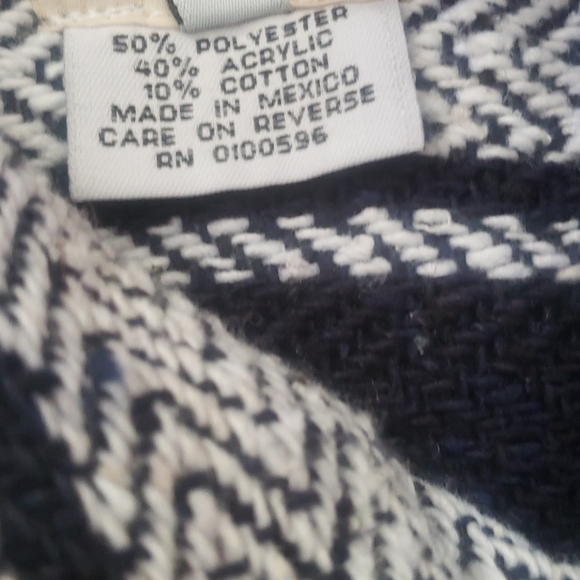 50% POLYESTER
40% ACRYLIC
10% COTTON
MADE IN MEXICO
CARE ON REVERSE
RN 0100596